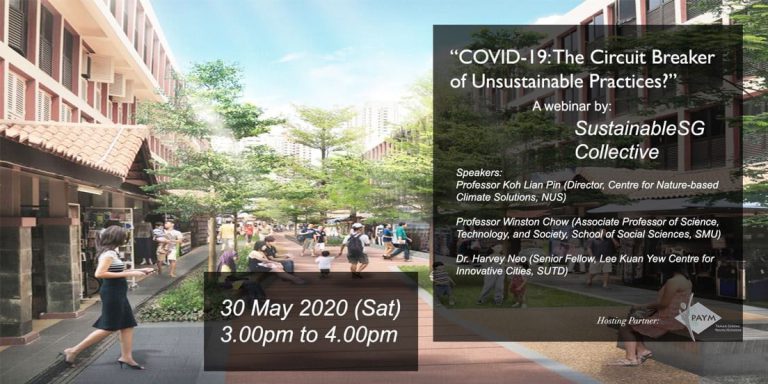 “COVID-19: The Circuit Breaker
of Unsustainable Practices?”
A webinar by:
SustainableSG
Collective
Speakers:
Professor Koh Lian Pin (Director, Centre for Nature-based
Climate Solutions, NUS)
Professor Winston Chow (Associate Professor of Science,
Technology, and Society, School of Social Sciences, SMU)
Dr. Harvey Neo (Senior Fellow, Lee Kuan Yew Centre for
Innovative Cities, SUTD)
30 May 2020 (Sat)
3.00pm to 4.00pm
Hosting Partner:
PAYM